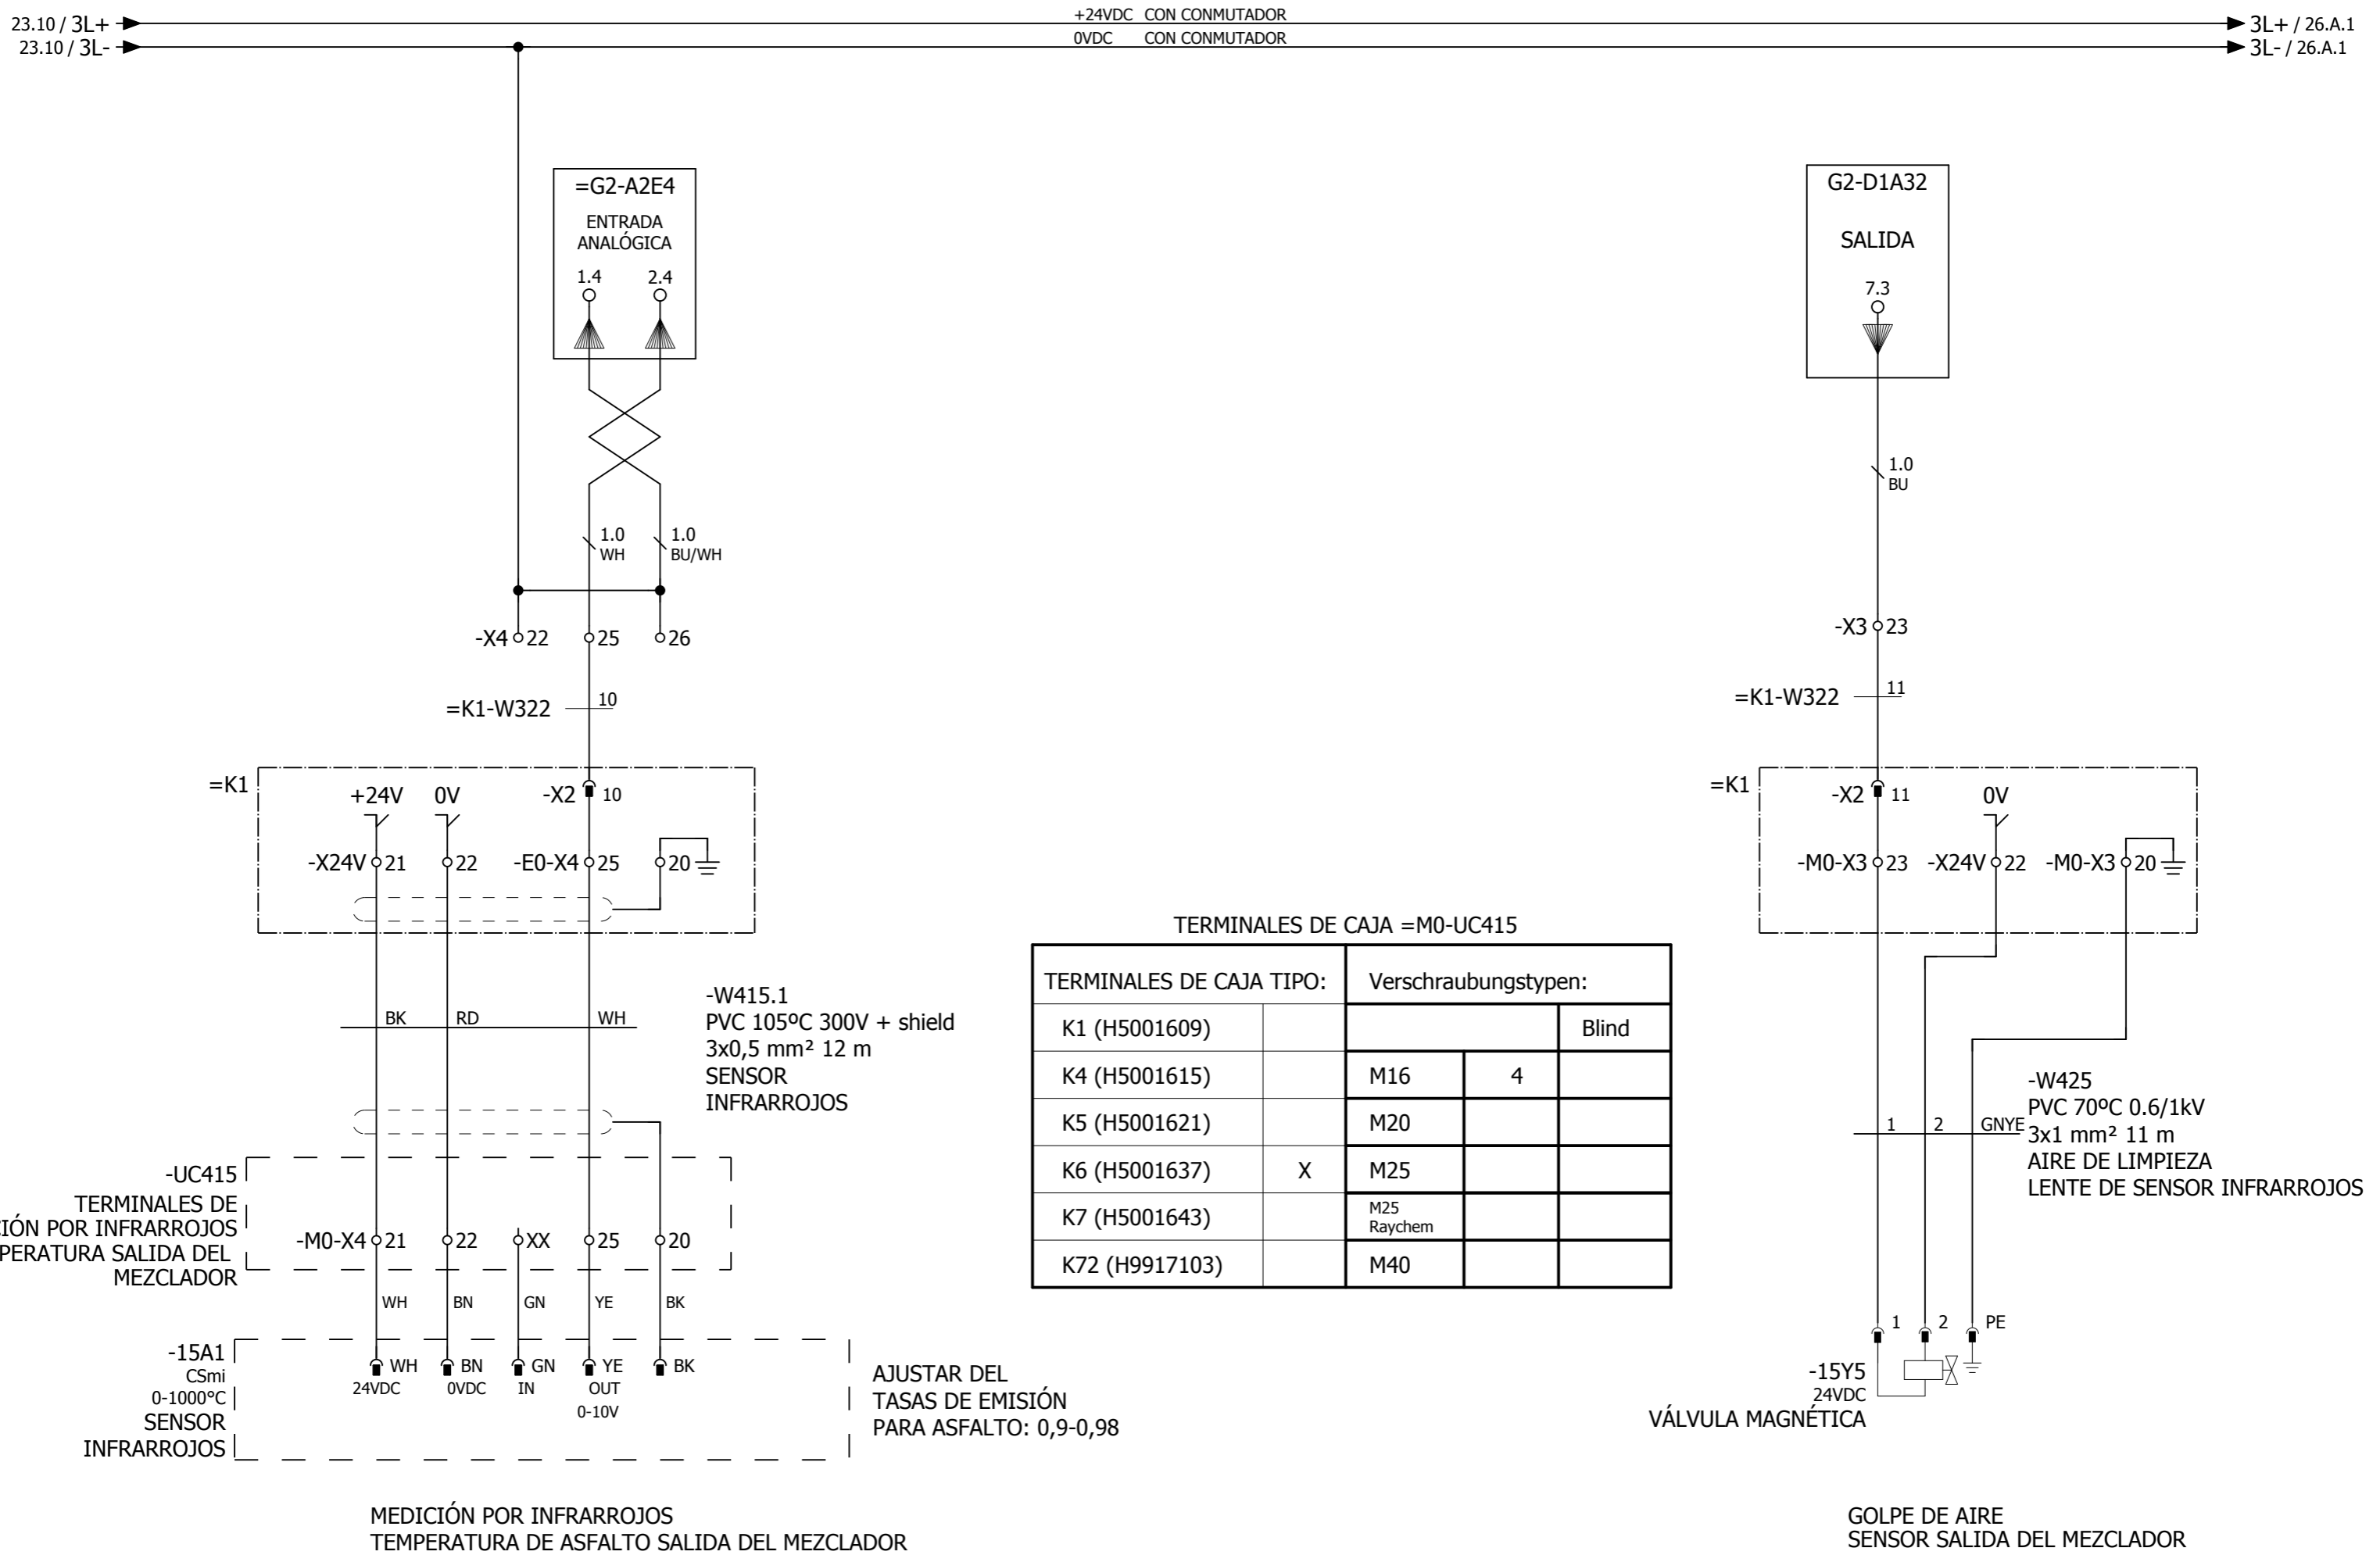 23.10 / 3L+
+24VDC CON CONMUTADOR
3L+ / 26.A.1
23.10 / 3L-
0VDC CON CONMUTADOR
3L- / 26.A.1
=G2-A2E4
ENTRADA
ANALÓGICA
1.4 2.4
1.0
WH
1.0
BU/WH
-X4 22 25 26
=K1-W322 10
=K1
+24V 0V -X2 10
-X24V 21 22 -E0-X4 25 20
BK RD WH
-W415.1
PVC 105ºC 300V + shield
3x0,5 mm² 12 m
SENSOR
INFRARROJOS
-UC415
TERMINALES DE
CIÓN POR INFRARROJOS
PERATURA SALIDA DEL
MEZCLADOR
-M0-X4 21 22 XX 25 20
WH BN GN YE BK
-15A1
CSmi
0-1000°C
SENSOR
INFRARROJOS
WH BN GN YE BK
24VDC 0VDC IN OUT
0-10V
AJUSTAR DEL
TASAS DE EMISIÓN
PARA ASFALTO: 0,9-0,98
MEDICIÓN POR INFRARROJOS
TEMPERATURA DE ASFALTO SALIDA DEL MEZCLADOR
TERMINALES DE CAJA =M0-UC415
TERMINALES DE CAJA TIPO: Verschraubungstypen:
K1 (H5001609) Blind
K4 (H5001615) M16 4
K5 (H5001621) M20
K6 (H5001637) X M25
K7 (H5001643) M25
Raychem
K72 (H9917103) M40
G2-D1A32
SALIDA
7.3
1.0
BU
-X3 23
=K1-W322 11
=K1
-X2 11 0V
-M0-X3 23 -X24V 22 -M0-X3 20
1 2 GNYE
-W425
PVC 70ºC 0.6/1kV
3x1 mm² 11 m
AIRE DE LIMPIEZA
LENTE DE SENSOR INFRARROJOS
1 2 PE
-15Y5
24VDC
VÁLVULA MAGNÉTICA
GOLPE DE AIRE
SENSOR SALIDA DEL MEZCLADOR